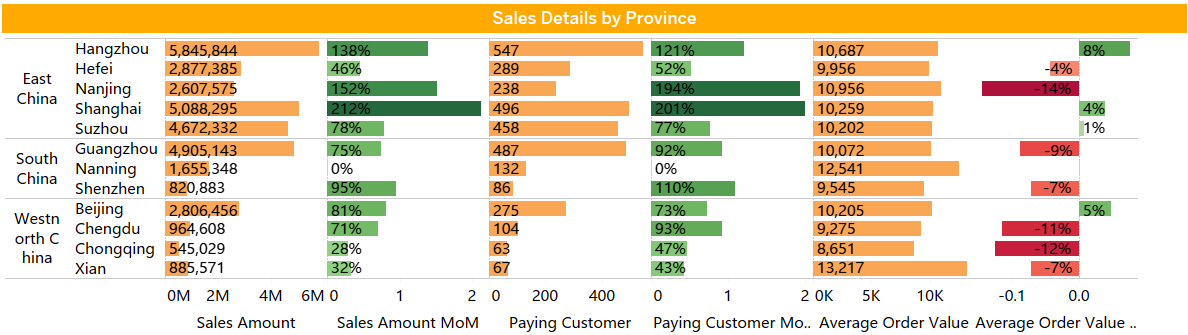 Sales Details by Province
East China
Hangzhou 5,845,844 138% 547 121% 10,687 8%
Hefei 2,877,385 46% 289 52% 9,956 -4%
Nanjing 2,607,575 152% 238 194% 10,956 -14%
Shanghai 5,088,295 212% 496 201% 10,259 4%
Suzhou 4,672,332 78% 458 77% 10,202 1%
South China
Guangzhou 4,905,143 75% 487 92% 10,072 -9%
Nanning 1,655,348 0% 132 0% 12,541
Shenzhen 820,883 95% 86 110% 9,545 -7%
Westn orth C hina
Beijing 2,806,456 81% 275 73% 10,205 5%
Chengdu 964,608 71% 104 93% 9,275 -11%
Chongqing 545,029 28% 63 47% 8,651 -12%
Xian 885,571 32% 67 43% 13,217 -7%
0M 2M 4M 6M 0 1 2 0 200 400 0 1 2 0K 5K 10K -0.1 0.0
Sales Amount Sales Amount MoM Paying Customer Paying Customer Mo.. Average Order Value Average Order Value ..